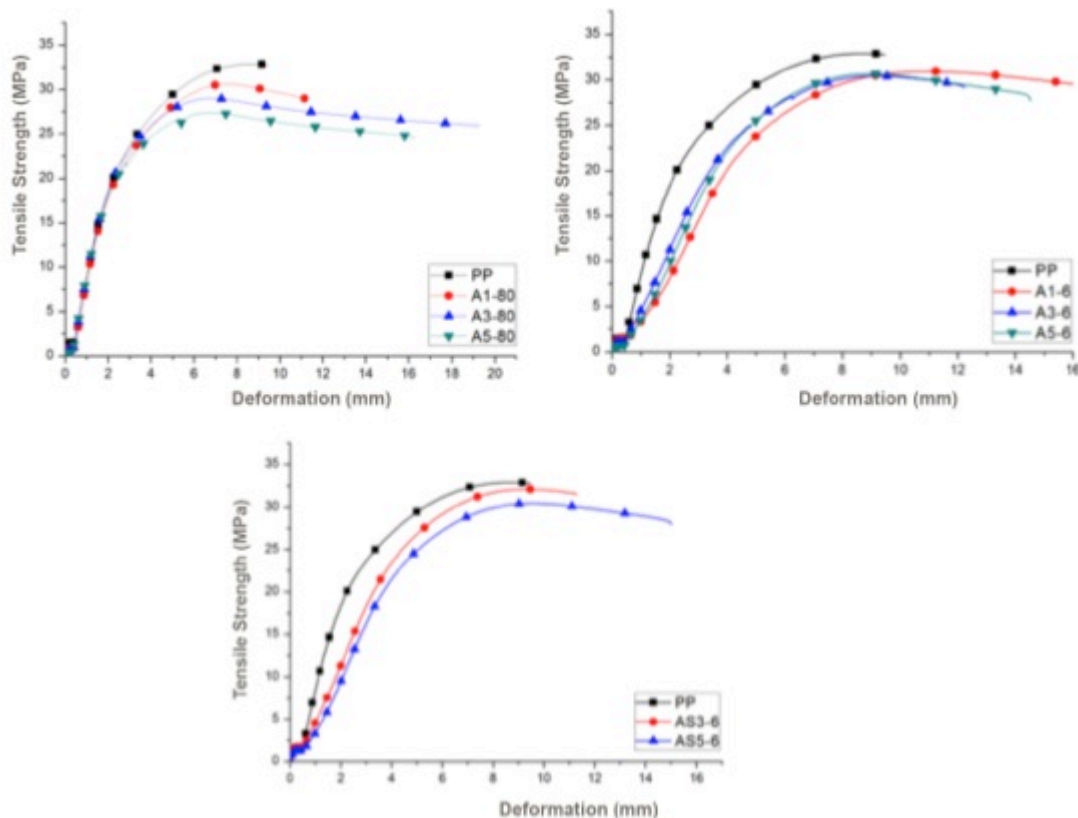 Tensile Strength (MPa)
35
30
25
20
15
10
5
0
PP
A1-80
A3-80
A5-80
0 2 4 6 8 10 12 14 16 18 20
Deformation (mm)
Tensile Strength (MPa)
35
30
25
20
15
10
5
0
PP
A1-6
A3-6
A5-6
0 2 4 6 8 10 12 14 16
Deformation (mm)
Tensile Strength (MPa)
35
30
25
20
15
10
5
0
PP
AS3-6
AS5-6
0 2 4 6 8 10 12 14 16
Deformation (mm)